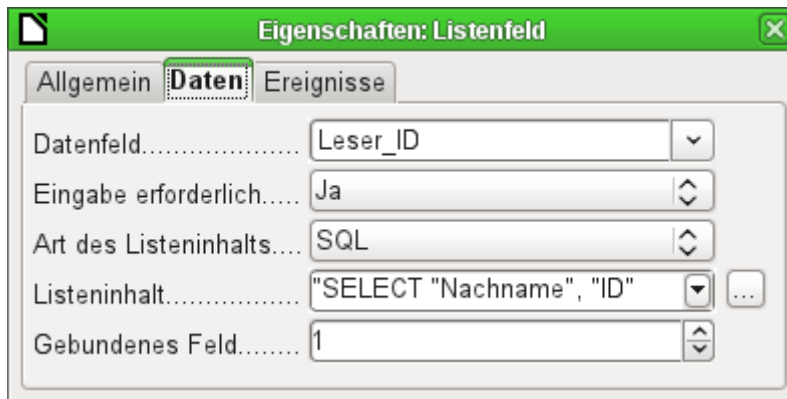 Eigenschaften: Listenfeld
Allgemein Daten Ereignisse
Datenfeld.................... Leser_ID
Eingabe erforderlich..... Ja
Art des Listeninhalts.... SQL
Listeninhalt................. "SELECT "Nachname", "ID" ...
Gebundenes Feld........ 1